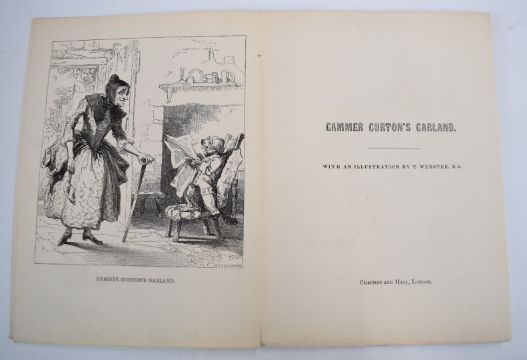 GAMMER GURTON'S GARLAND.
GAMMER GURTON'S GARLAND.
WITH AN ILLUSTRATION BY T. WEBSTER, R.A.
CHAPMAN AND HALL, LONDON.